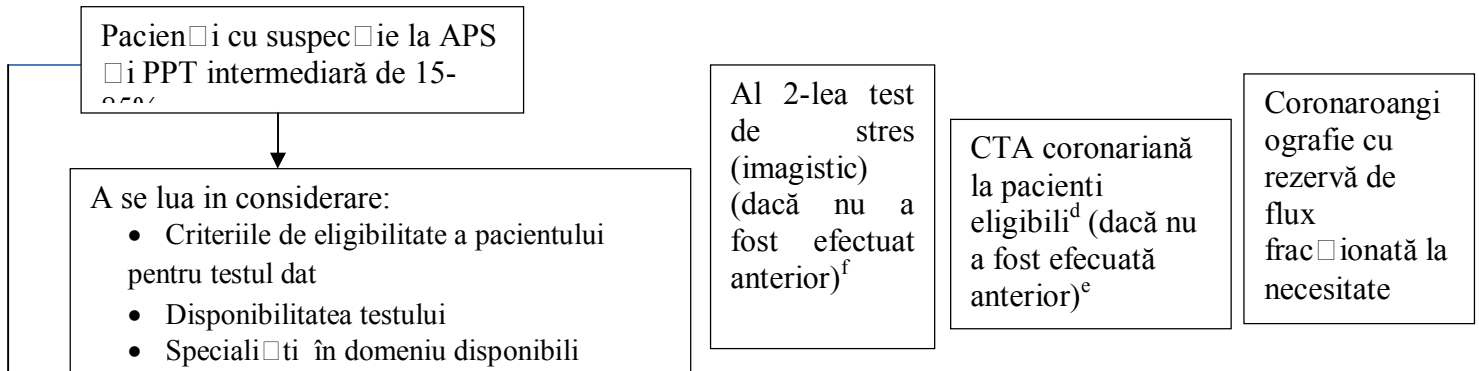 Pacien□i cu suspec□ie la APS
□i PPT intermediară de 15-
85%
A se lua in considerare:
• Criteriile de eligibilitate a pacientului
pentru testul dat
• Disponibilitatea testului
• Speciali□ti în domeniu disponibili
Al 2-lea test
de stres
(imagistic)
(dacă nu a
fost efectuat
anterior)f
CTA coronariană
la pacienti
eligibilid (dacă nu
a fost efecuată
anterior)e
Coronaroangi
ografie cu
rezervă de
flux
frac□ionată la
necesitate